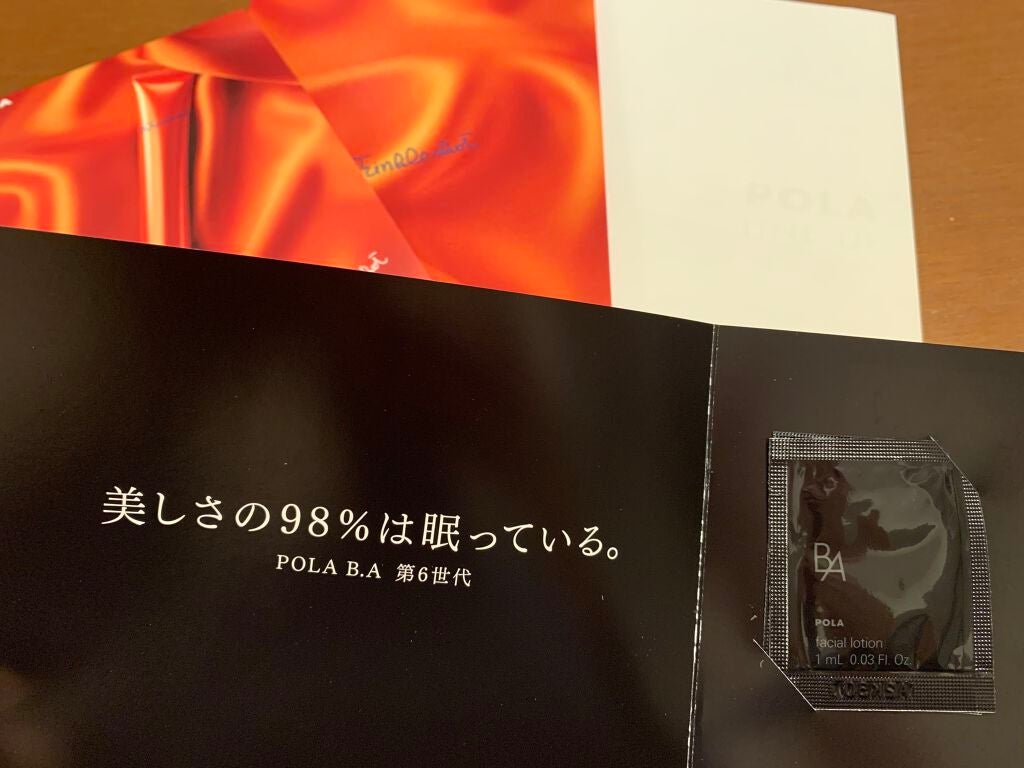 POLA
美しさの98%は眠っている。
POLA B.A 第6世代
BA
POLA
facial lotion
1 mL 0.03 Fl. Oz